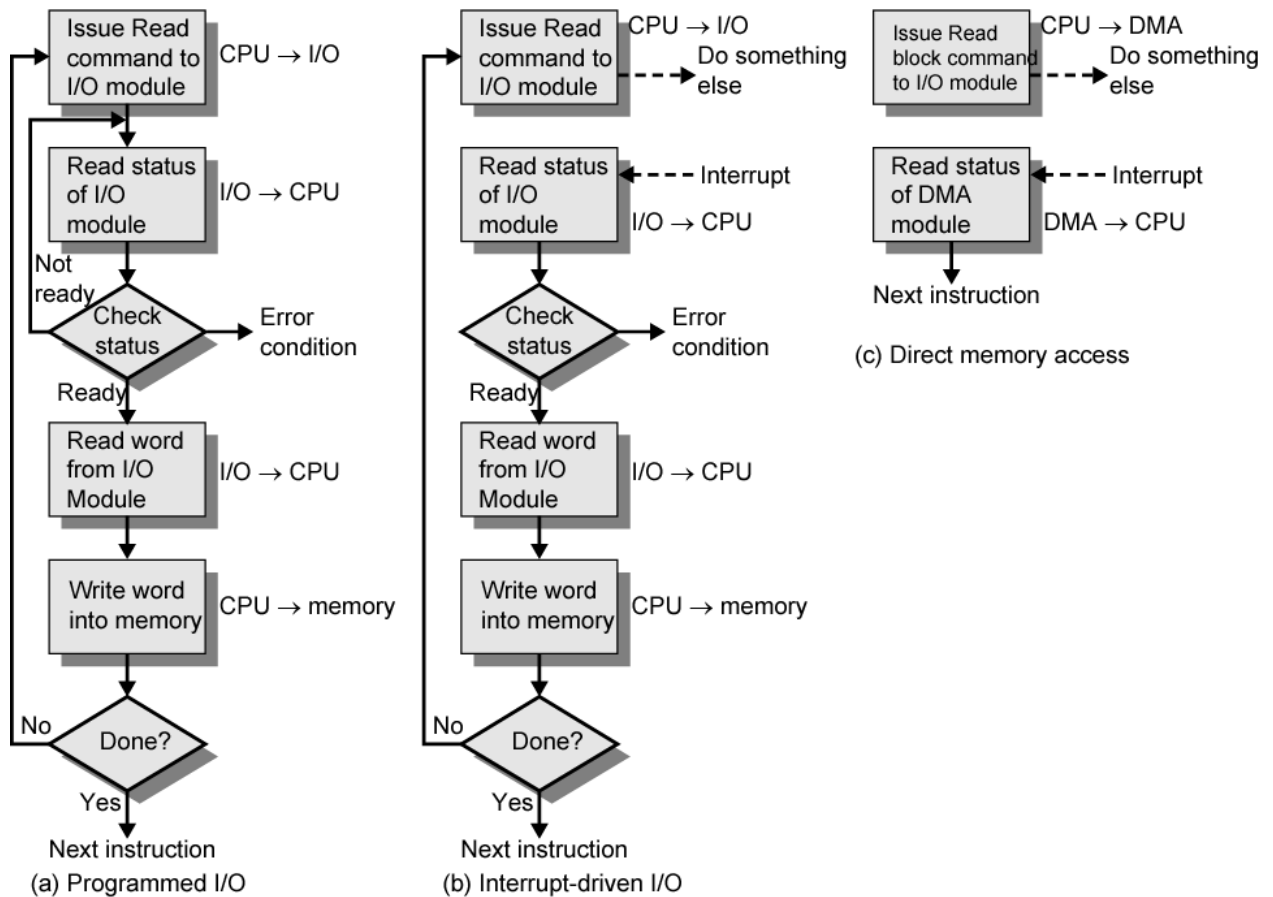 Issue Read
command to
I/O module
CPU → I/O
Read status
of I/O
module
I/O → CPU
Not
ready
Check
status
Error
condition
Ready
Read word
from I/O
Module
I/O → CPU
Write word
into memory
CPU → memory
No
Done?
Yes
Next instruction
(a) Programmed I/O
Issue Read
command to
I/O module
CPU → I/O
Do something
else
Read status
of I/O
module
Interrupt
I/O → CPU
Check
status
Error
condition
Ready
Read word
from I/O
Module
I/O → CPU
Write word
into memory
CPU → memory
No
Done?
Yes
Next instruction
(b) Interrupt-driven I/O
Issue Read
block command
to I/O module
CPU → DMA
Do something
else
Read status
of DMA
module
Interrupt
DMA → CPU
Next instruction
(c) Direct memory access